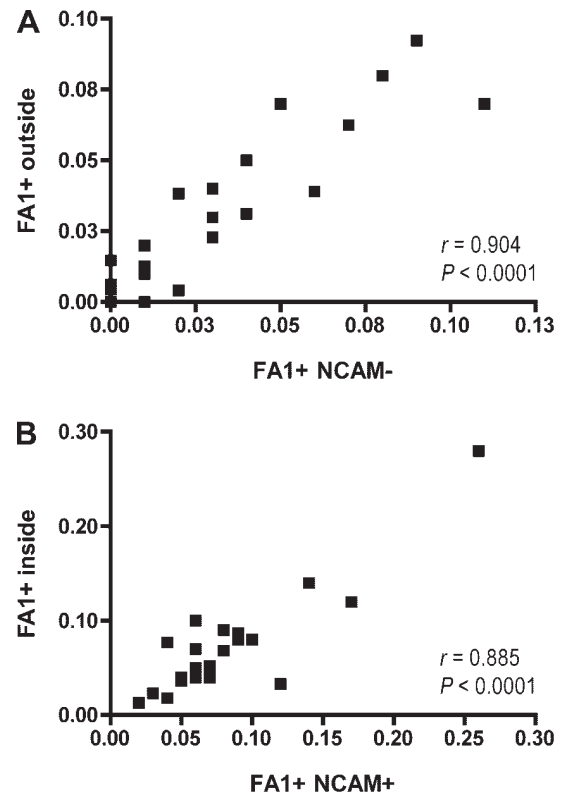 A
0.10
0.08
0.05
0.03
0.00
FA1+ outside
r = 0.904
P < 0.0001
0.00 0.03 0.05 0.08 0.10 0.13
FA1+ NCAM-
B
0.30
0.20
0.10
0.00
FA1+ inside
r = 0.885
P < 0.0001
0.00 0.05 0.10 0.15 0.20 0.25 0.30
FA1+ NCAM+